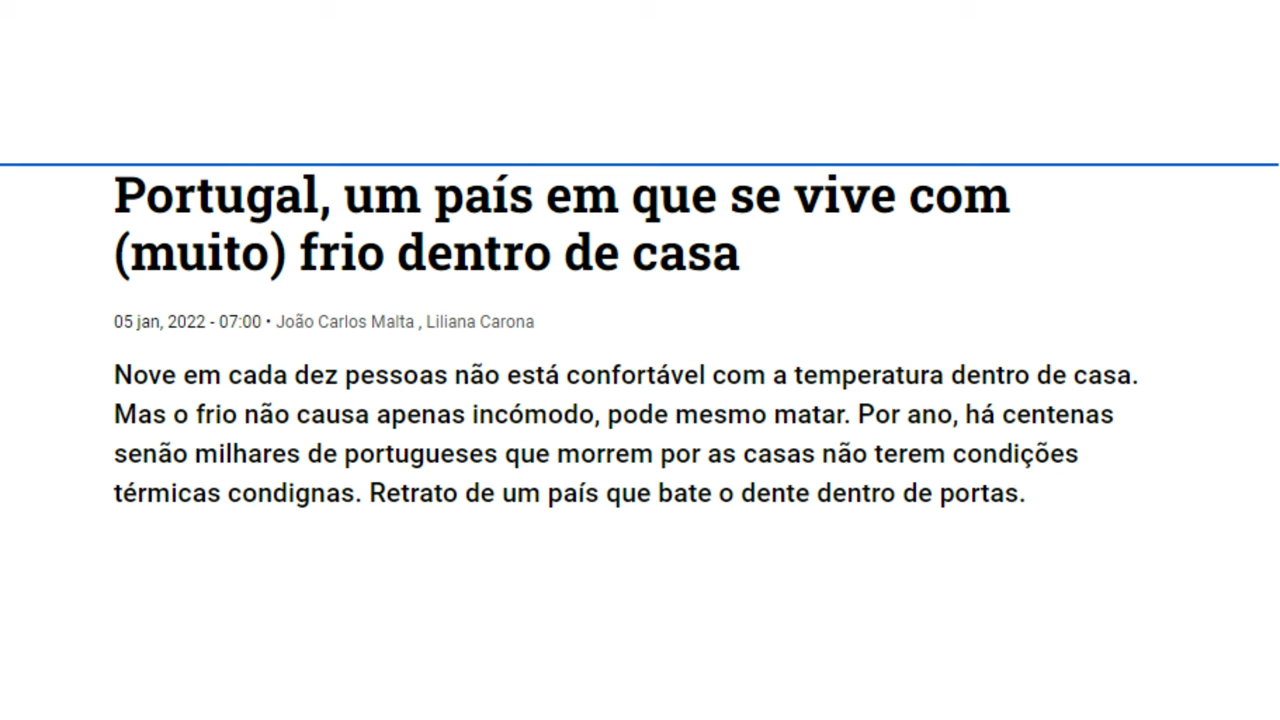 Portugal, um país em que se vive com
(muito) frio dentro de casa
05 jan, 2022 - 07:00 • João Carlos Malta , Liliana Carona
Nove em cada dez pessoas não está confortável com a temperatura dentro de casa.
Mas o frio não causa apenas incómodo, pode mesmo matar. Por ano, há centenas
senão milhares de portugueses que morrem por as casas não terem condições
térmicas condignas. Retrato de um país que bate o dente dentro de portas.